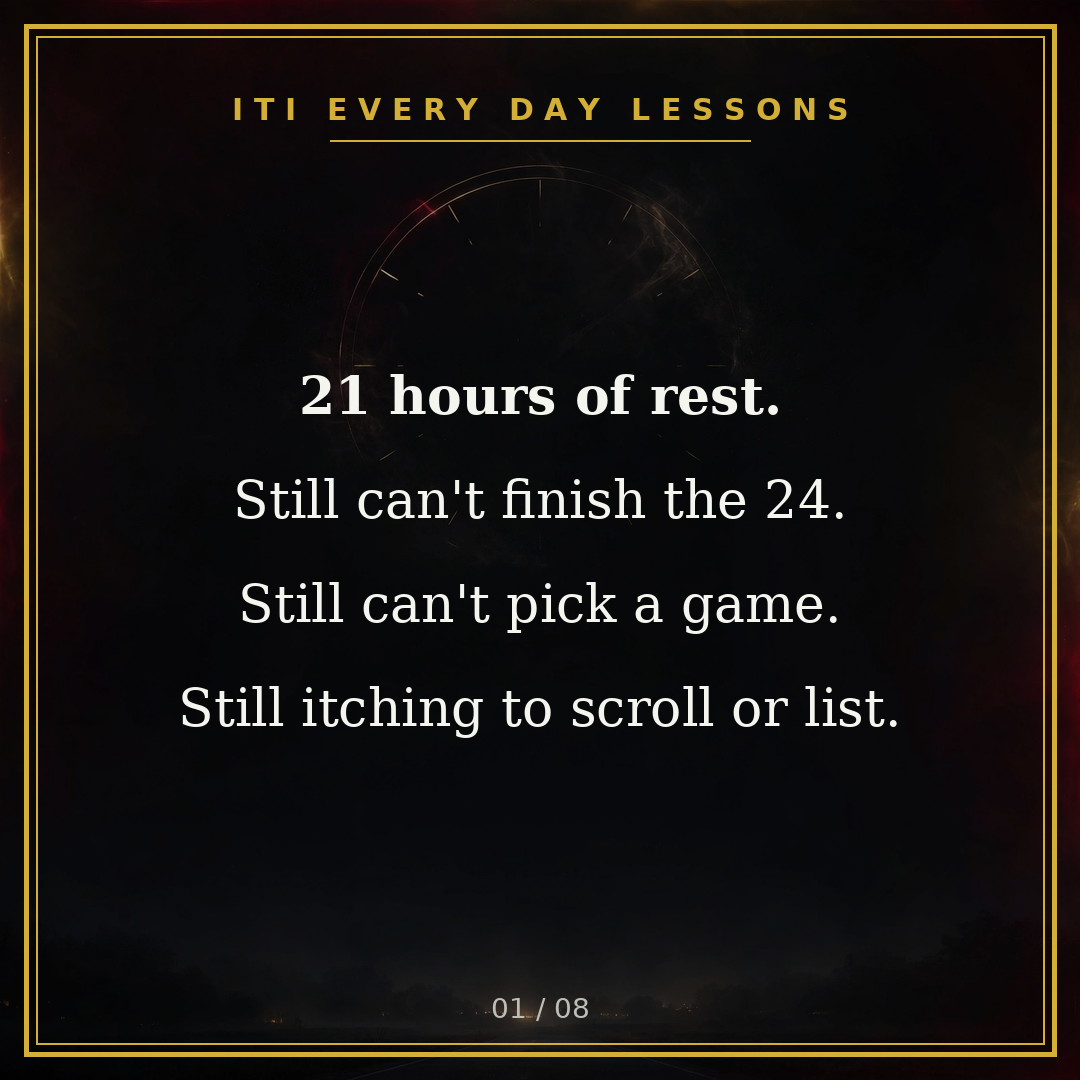 ITI EVERY DAY LESSONS
21 hours of rest.
Still can't finish the 24.
Still can't pick a game.
Still itching to scroll or list.
01 / 08